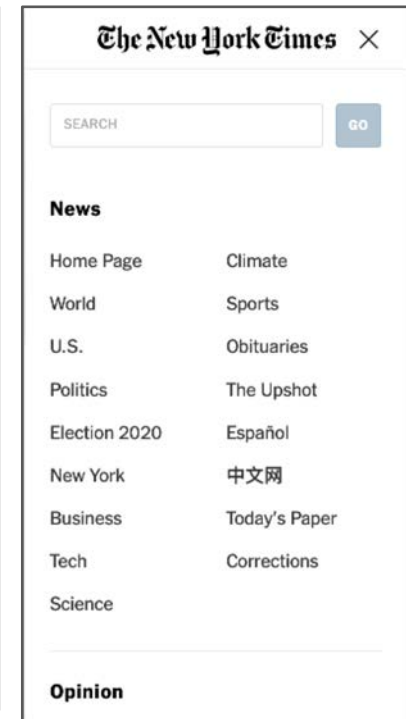 The New York Times
SEARCH
GO
News
Home Page
Climate
World
Sports
U.S.
Obituaries
Politics
The Upshot
Election 2020
Español
New York
中文网
Business
Today's Paper
Tech
Corrections
Science
Opinion